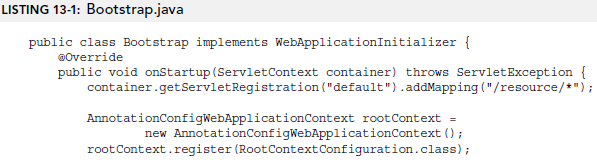 LISTING 13-1: Bootstrap.java
public class Bootstrap implements WebApplicationInitializer {
@Override
public void onStartup(ServletContext container) throws ServletException {
container.getServletRegistration("default").addMapping("/resource/*");
AnnotationConfigWebApplicationContext rootContext =
new AnnotationConfigWebApplicationContext();
rootContext.register(RootContextConfiguration.class);